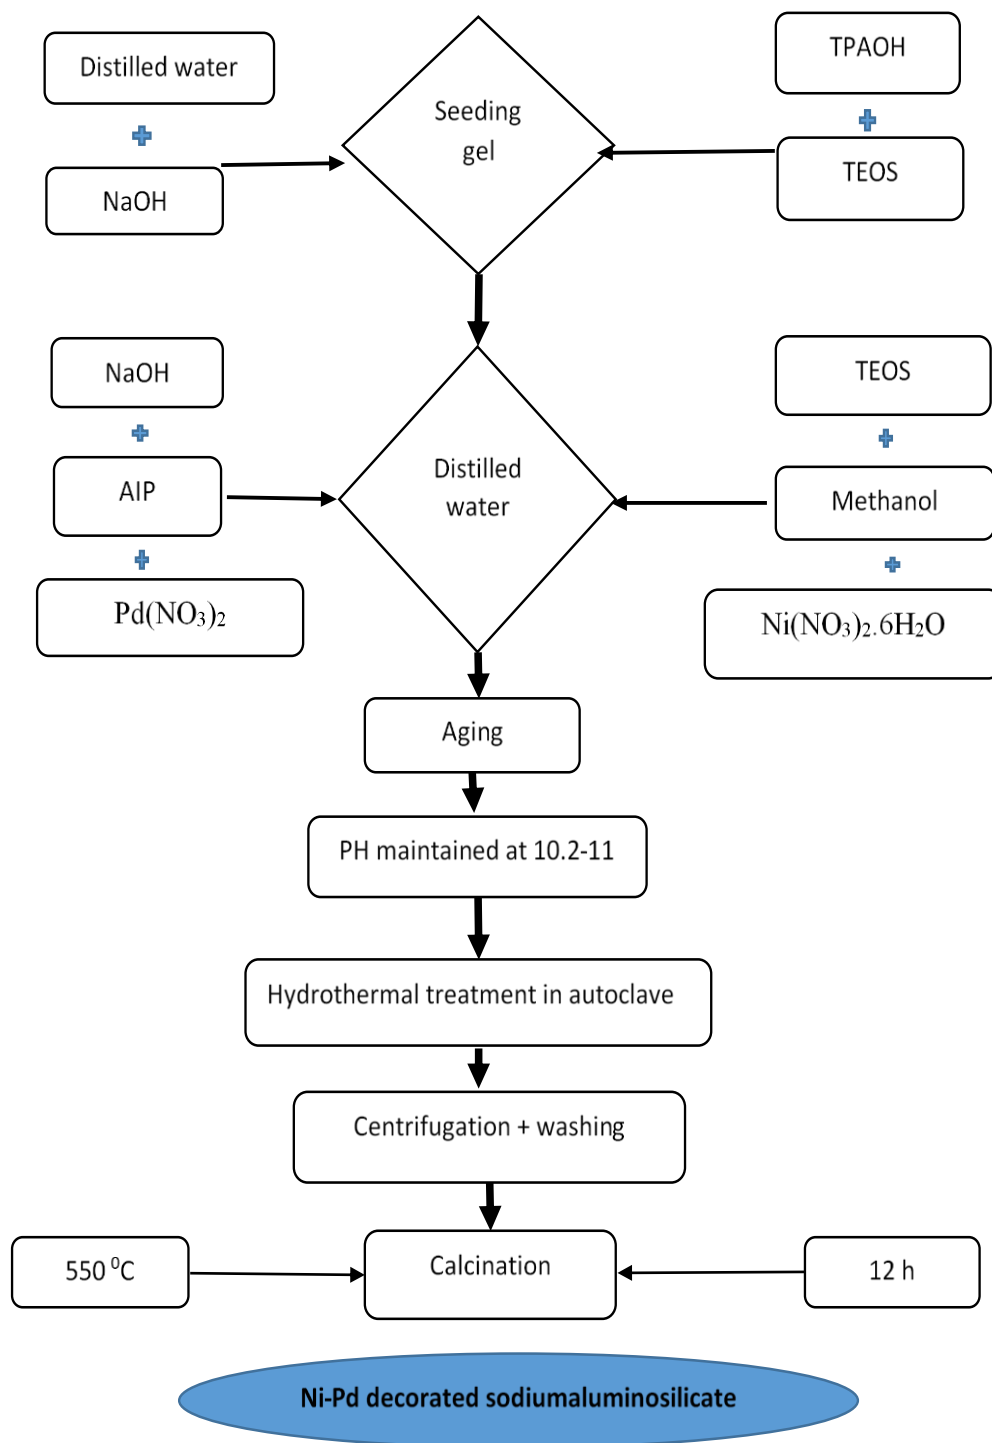 Distilled water
NaOH
Seeding
gel
TPAOH
TEOS
NaOH
AIP
Pd(NO₃)₂
Distilled
water
TEOS
Methanol
Ni(NO₃)₂.6H₂O
Aging
PH maintained at 10.2-11
Hydrothermal treatment in autoclave
Centrifugation + washing
550 ⁰C
Calcination
12 h
Ni-Pd decorated sodiumaluminosilicate